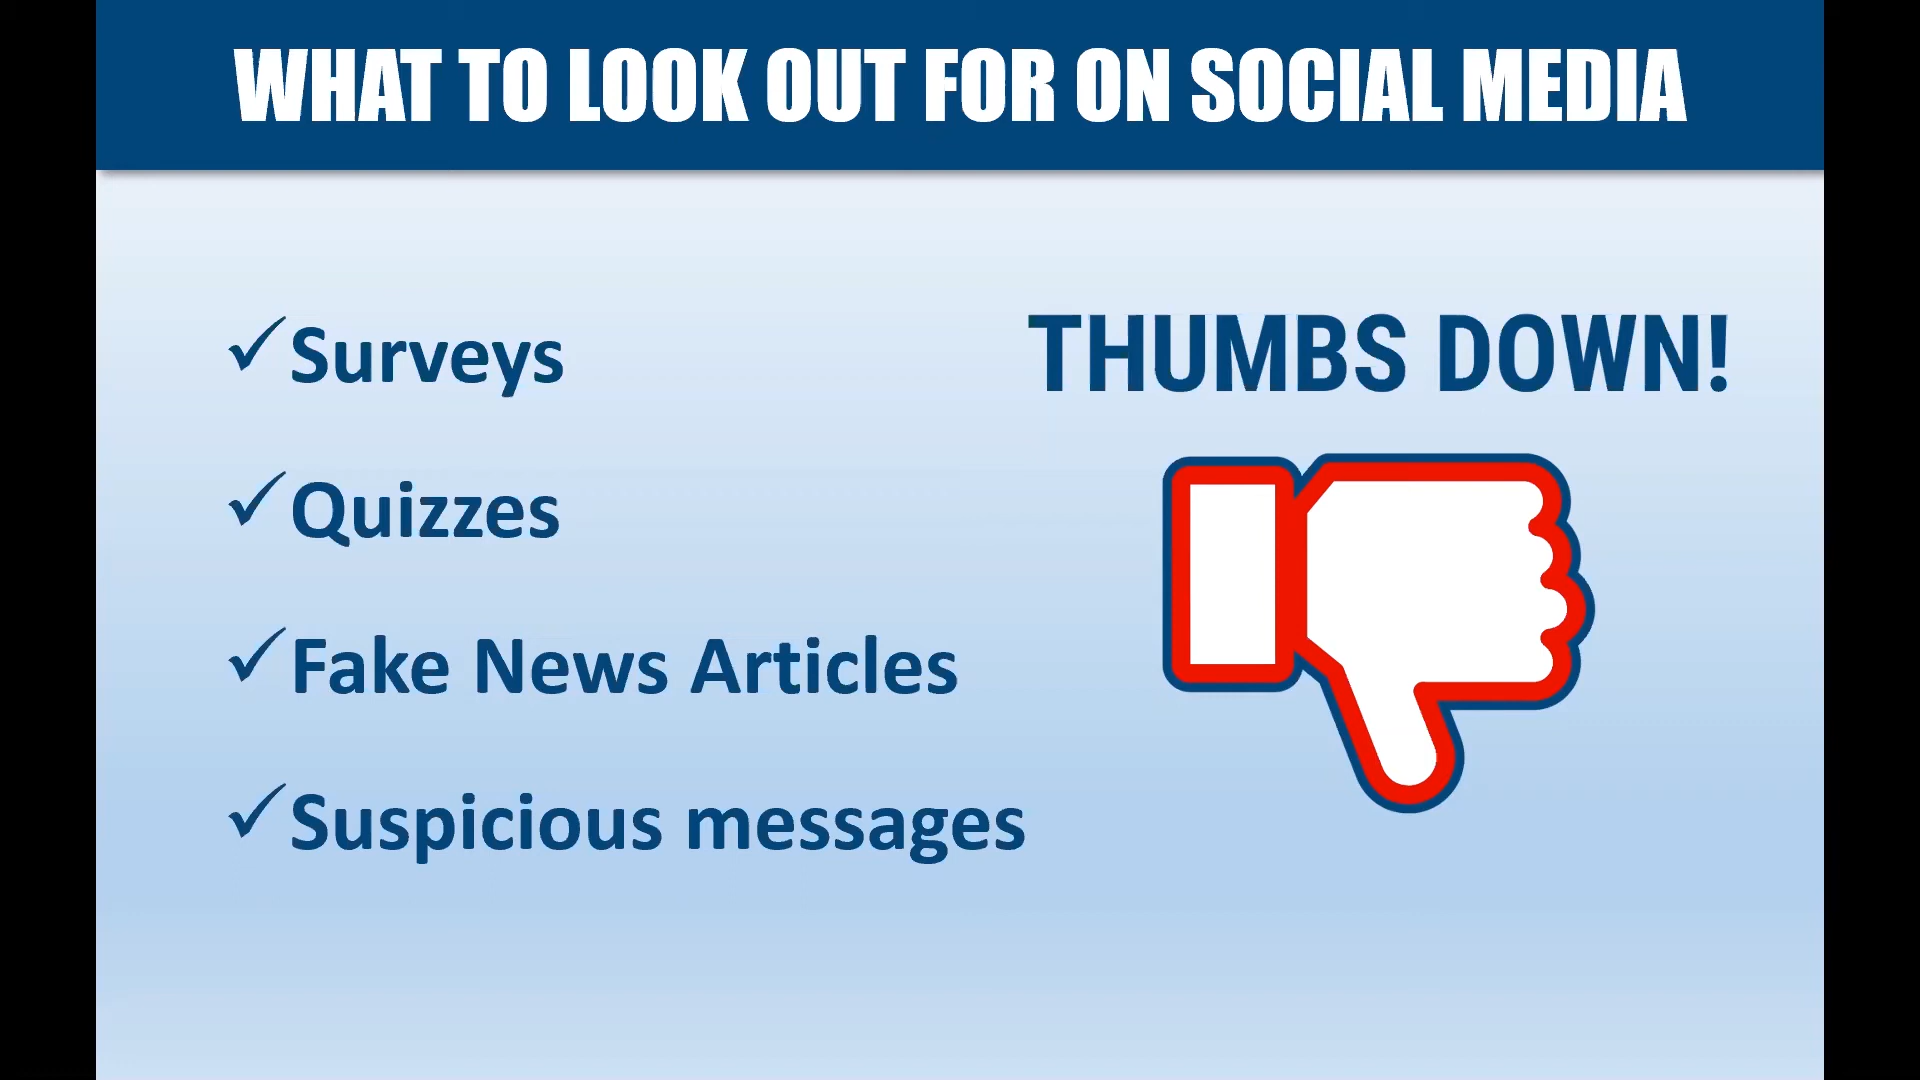 WHAT TO LOOK OUT FOR ON SOCIAL MEDIA
✓Surveys
✓Quizzes
✓Fake News Articles
✓Suspicious messages
THUMBS DOWN!